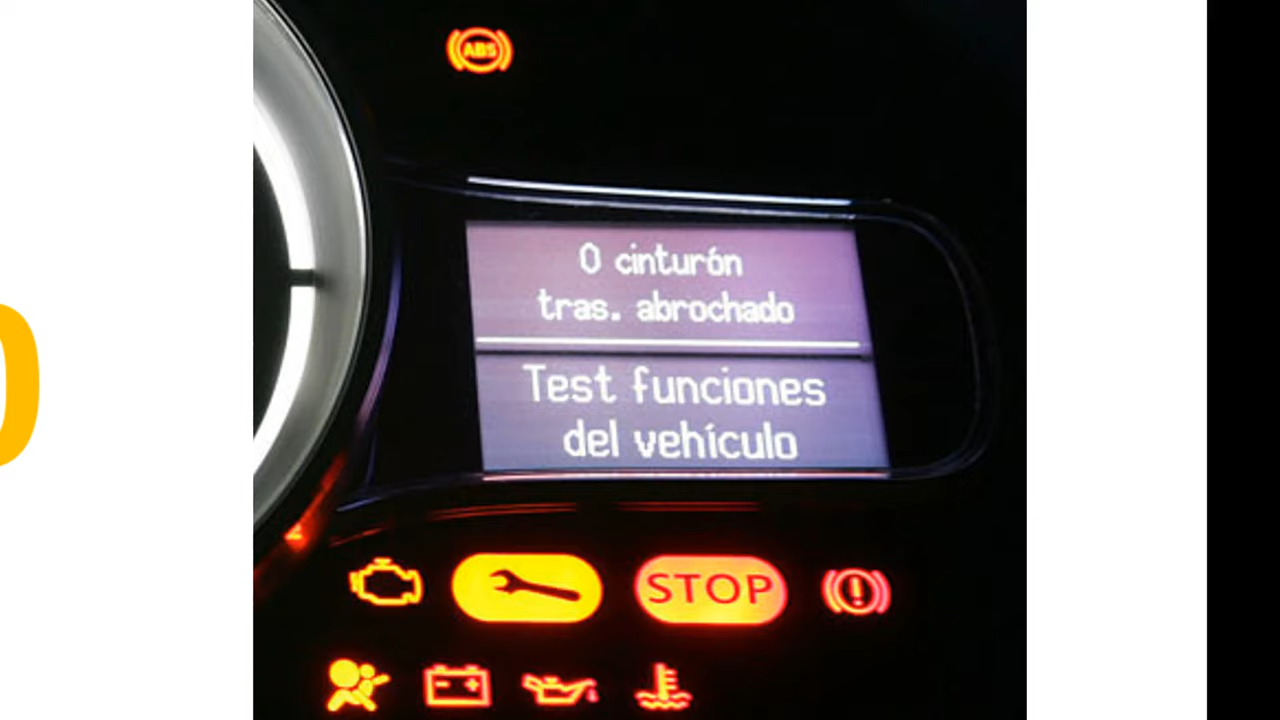 ABS
0 cinturón
tras. abrochado
Test funciones
del vehículo
STOP